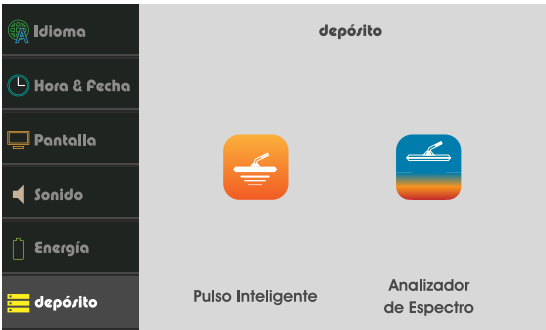 Idioma
Hora & Fecha
Pantalla
Sonido
Energía
depósito
depósito
Pulso Inteligente
Analizador
de Espectro